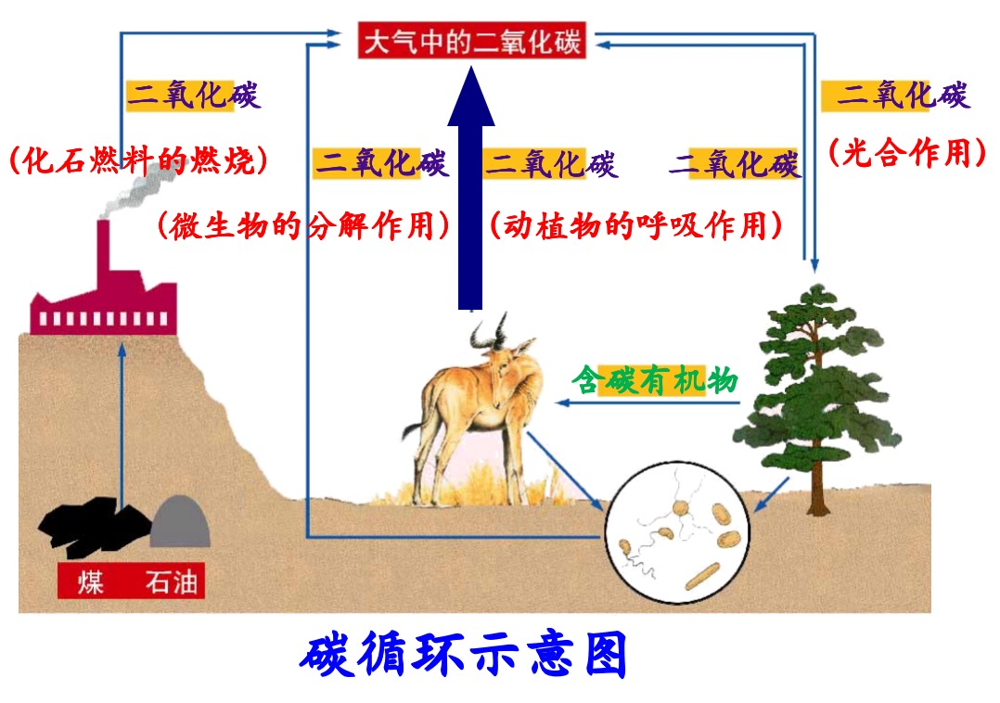 大气中的二氧化碳
二氧化碳
二氧化碳
(化石燃料的燃烧)
二氧化碳
二氧化碳
二氧化碳
(光合作用)
(微生物的分解作用)
(动植物的呼吸作用)
含碳有机物
煤 石油
碳循环示意图